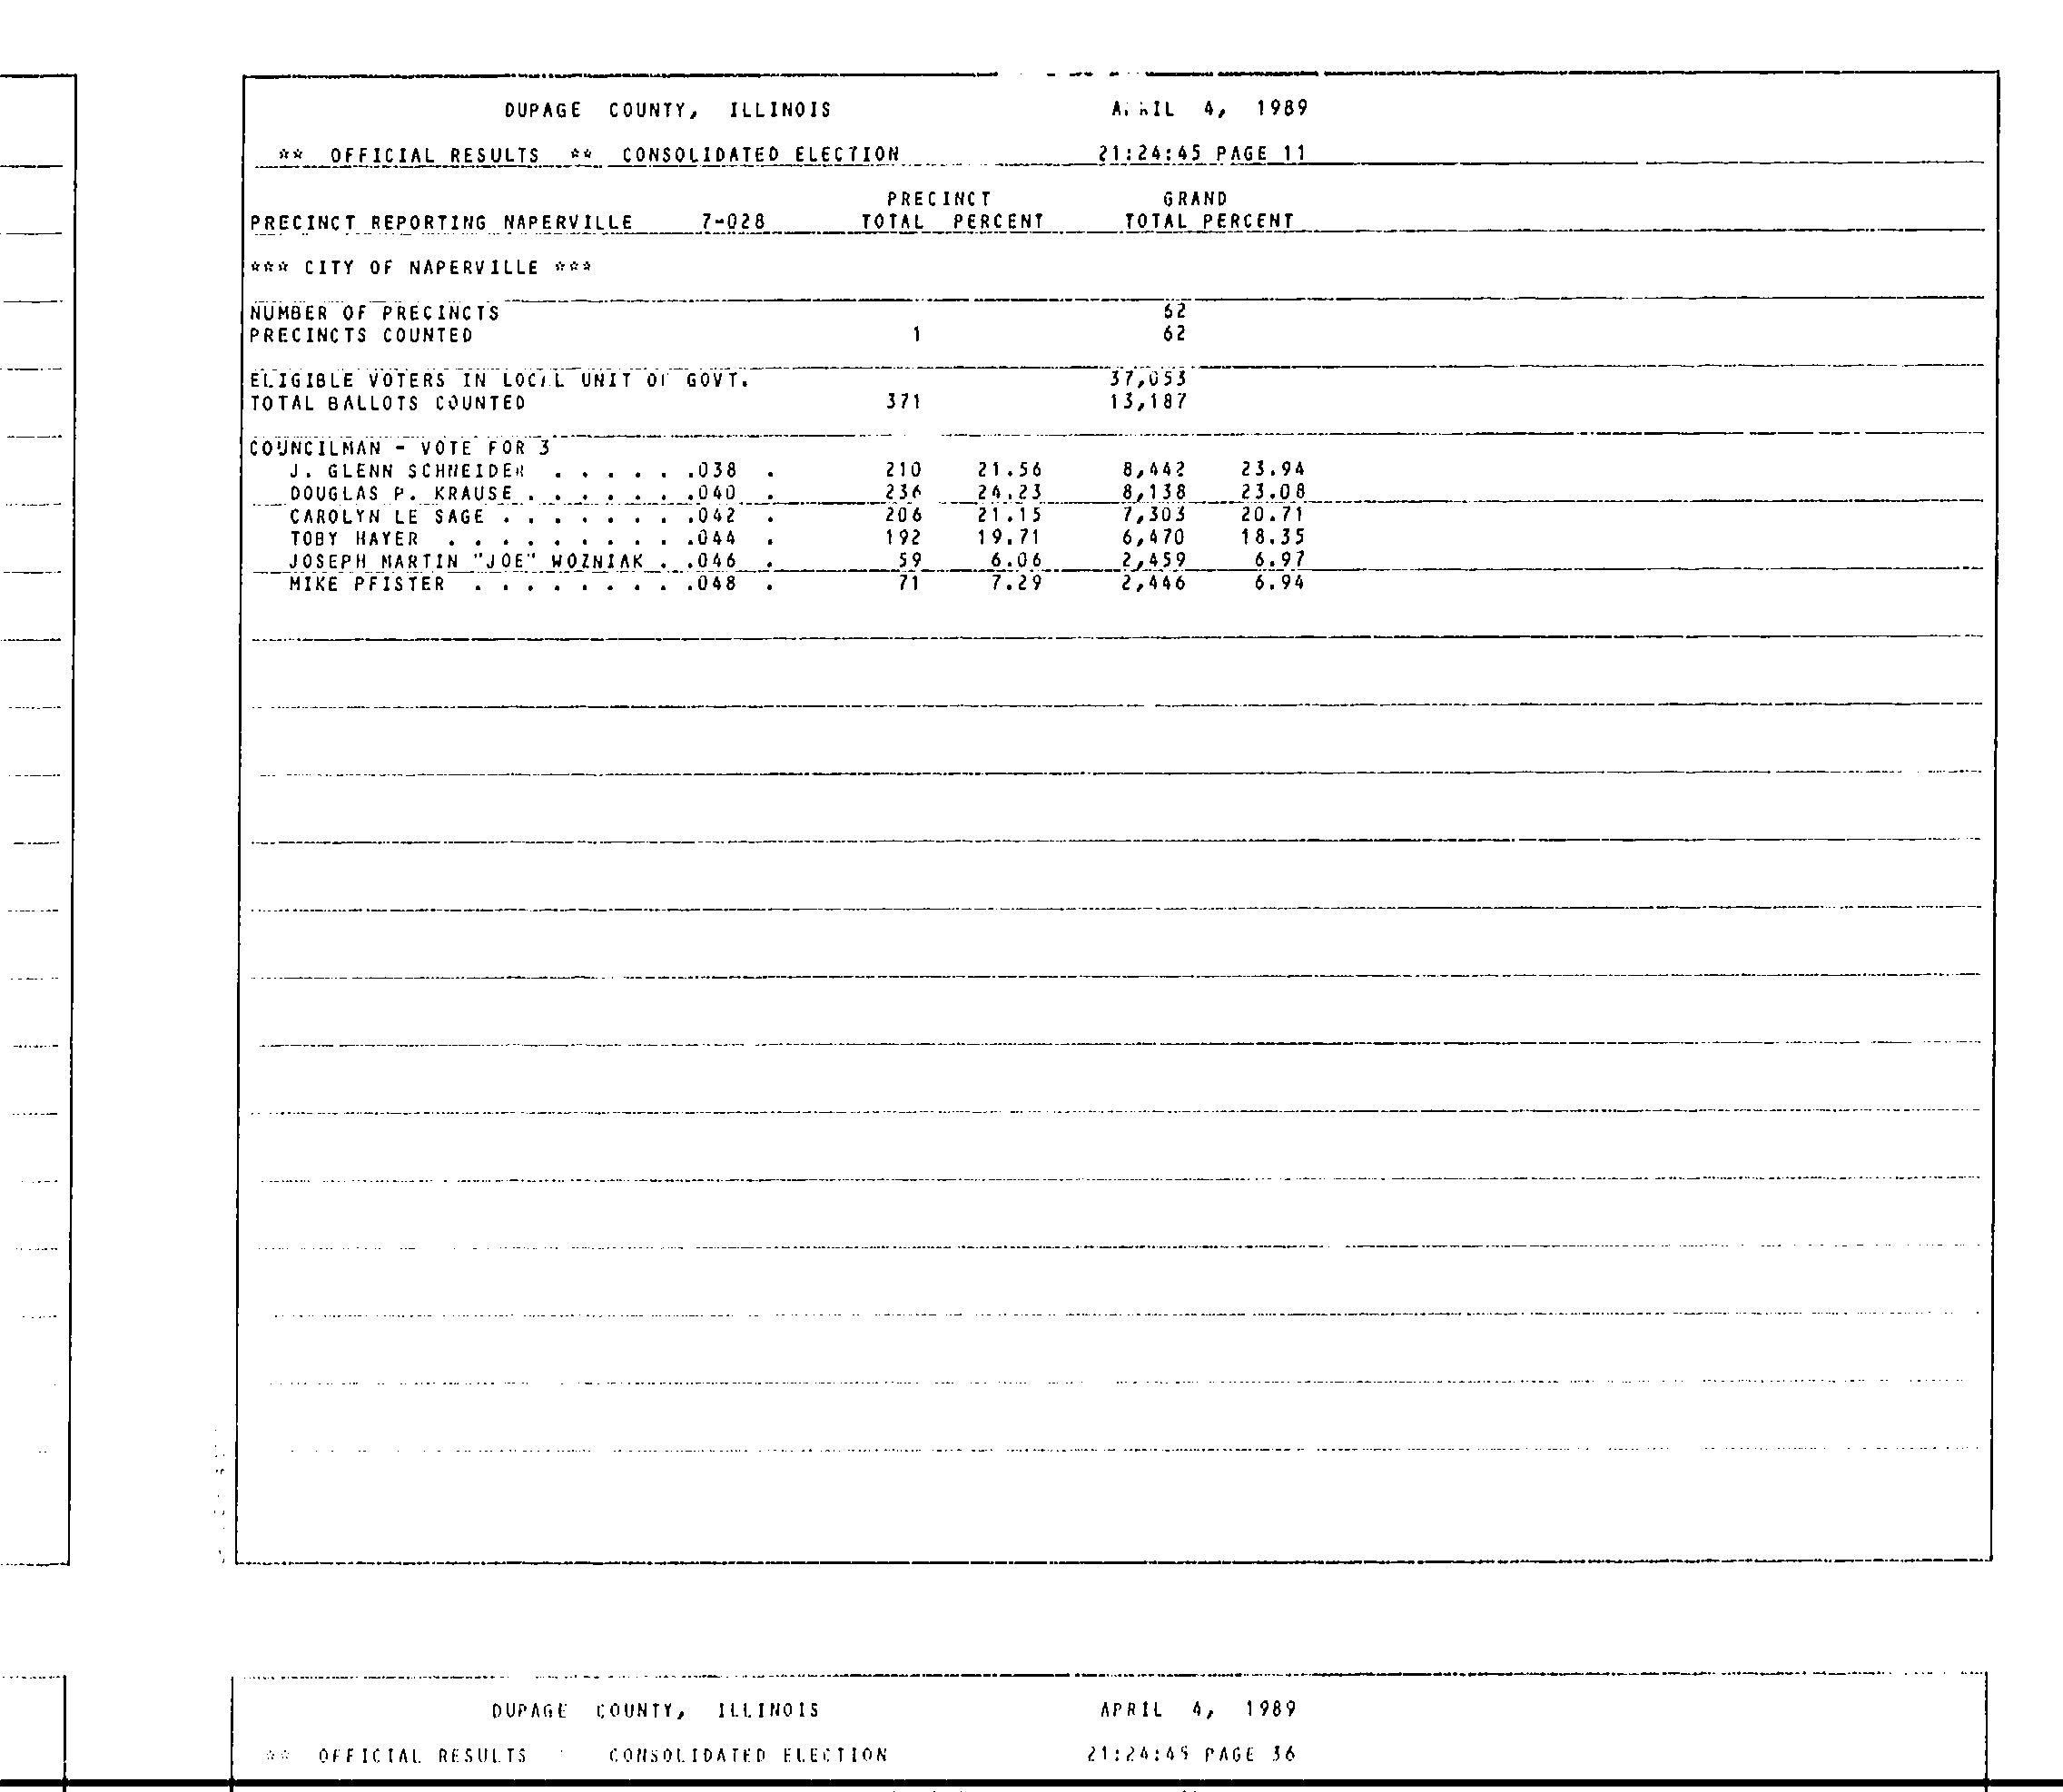 DUPAGE COUNTY, ILLINOIS 4, 1989
** OFFICIAL RESULTS ** CONSOLIDATED ELECTION 21:24:45 PAGE 11
PRECINCT GRAND
PRECINCT REPORTING NAPERVILLE 7-028 TOTAL PERCENT TOTAL PERCENT
*** CITY OF NAPERVILLE ***
NUMBER OF PRECINCTS 62
PRECINCTS COUNTED 1 62
ELIGIBLE VOTERS IN LOCAL UNIT OF GOVT. 37,053
TOTAL BALLOTS COUNTED 371 13,187
COUNCILMAN - VOTE FOR 3
J. GLENN SCHNEIDER . . . . . .038 . 210 21.56 8,442 23.94
DOUGLAS P. KRAUSE . . . . . . .040 . 236 24.23 8,138 23.08
CAROLYN LE SAGE . . . . . . . .042 . 206 21.15 7,303 20.71
TOBY HAYER . . . . . . . . . .044 . 192 19.71 6,470 18.35
JOSEPH MARTIN "JOE" WOZNIAK . .046 . 59 6.06 2,459 6.97
MIKE PFISTER . . . . . . . . .048 . 71 7.29 2,446 6.94
DUPAGE COUNTY, ILLINOIS APRIL 4, 1989
** OFFICIAL RESULTS CONSOLIDATED ELECTION 21:24:45 PAGE 36